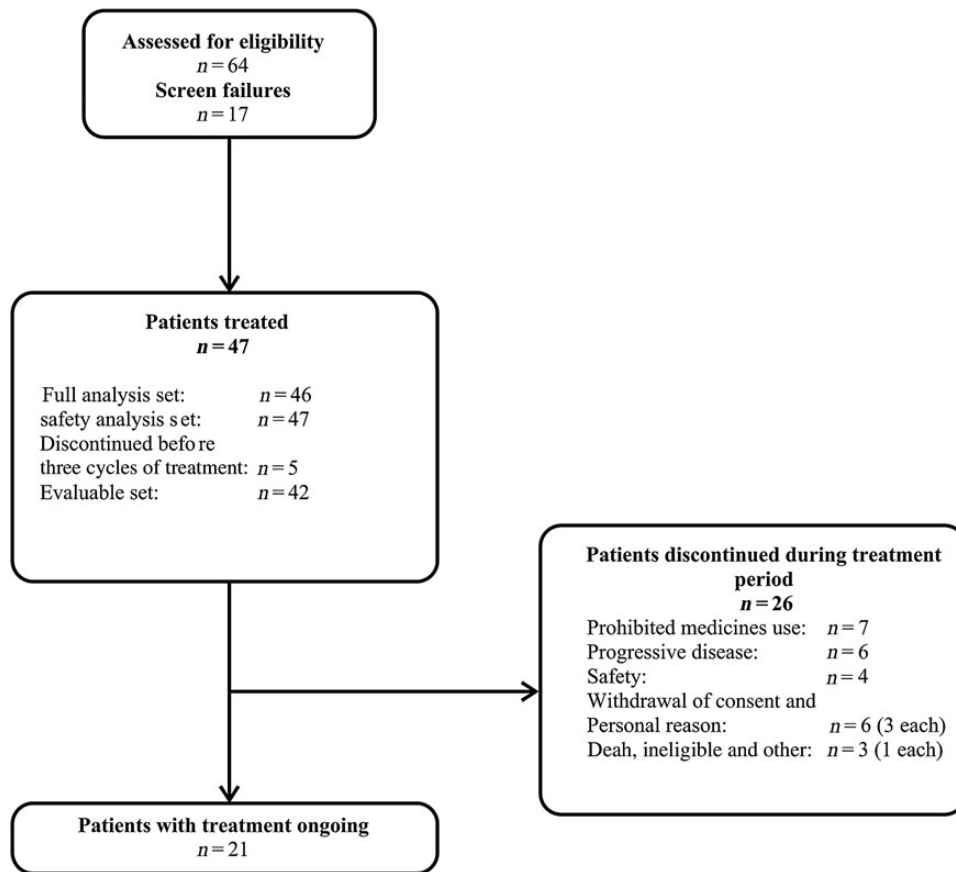 Assessed for eligibility
n=64
Screen failures
n=17
Patients treated
n=47
Full analysis set: n=46
safety analysis set: n=47
Discontinued before
three cycles of treatment: n=5
Evaluable set: n=42
Patients discontinued during treatment
period
n=26
Prohibited medicines use: n=7
Progressive disease: n=6
Safety: n=4
Withdrawal of consent and
Personal reason: n=6 (3 each)
Deah, ineligible and other: n=3 (1 each)
Patients with treatment ongoing
n=21